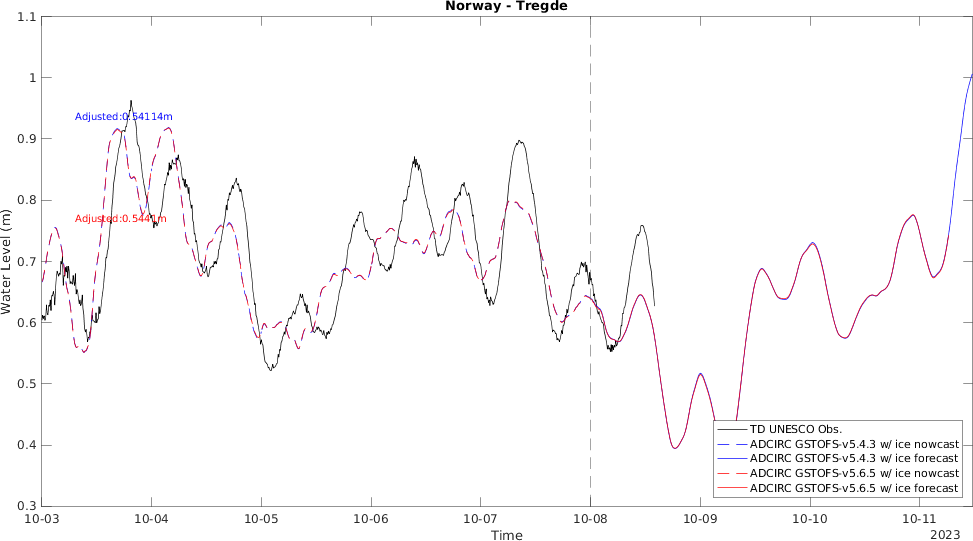 Norway - Tregde
1.1
1
0.9
0.8
0.7
0.6
0.5
0.4
0.3
Water Level (m)
Adjusted:0.54114m
Adjusted:0.5441m
TD UNESCO Obs.
ADCIRC GSTOFS-v5.4.3 w/ ice nowcast
ADCIRC GSTOFS-v5.4.3 w/ ice forecast
ADCIRC GSTOFS-v5.6.5 w/ ice nowcast
ADCIRC GSTOFS-v5.6.5 w/ ice forecast
10-03 10-04 10-05 10-06 10-07 10-08 10-09 10-10 10-11
Time
2023